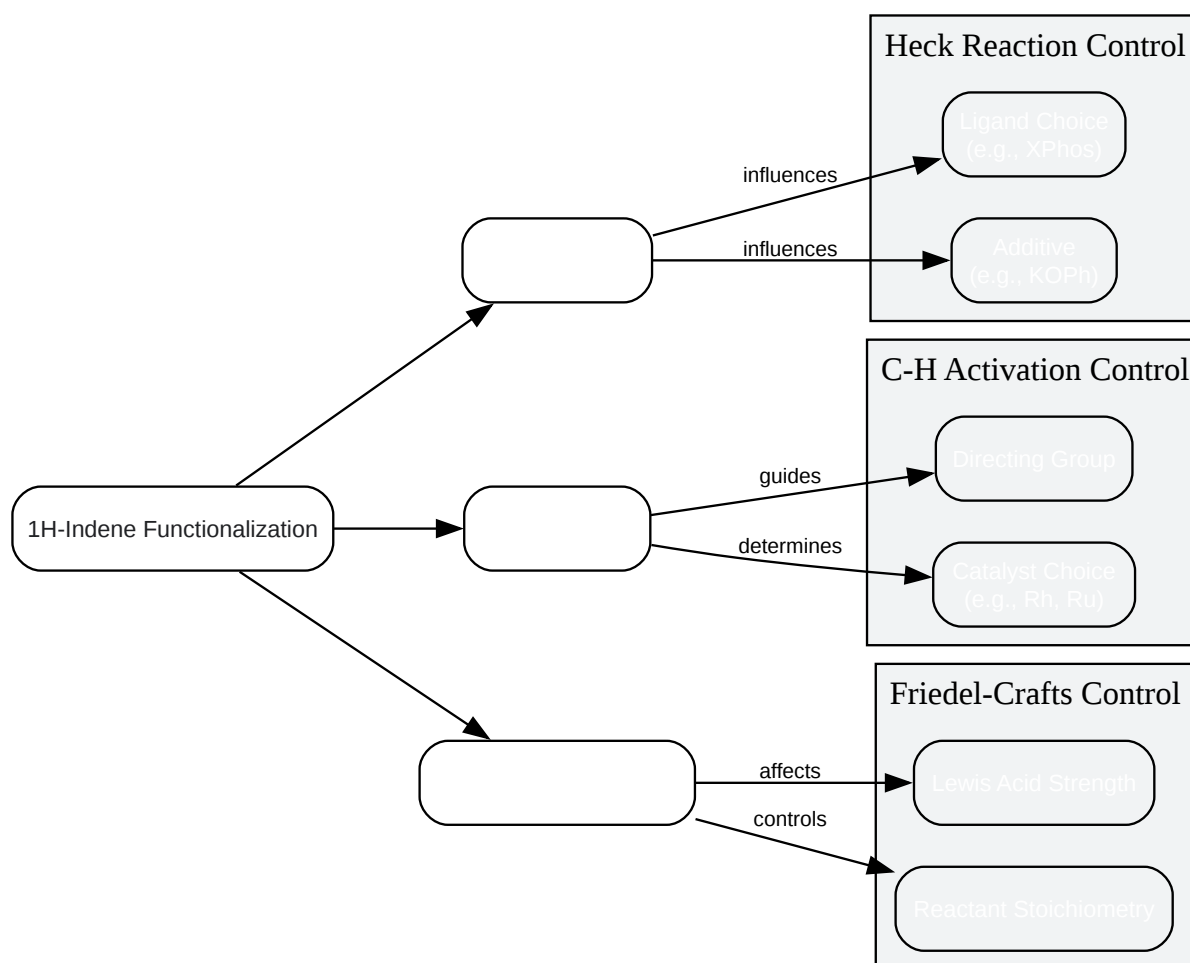 Heck Reaction Control
Ligand Choice
(e.g., XPhos)
influences
influences
Additive
(e.g., KOPh)
C-H Activation Control
guides
Directing Group
1H-Indene Functionalization
determines
Catalyst Choice
(e.g., Rh, Ru)
Friedel-Crafts Control
affects
Lewis Acid Strength
controls
Reactant Stoichiometry